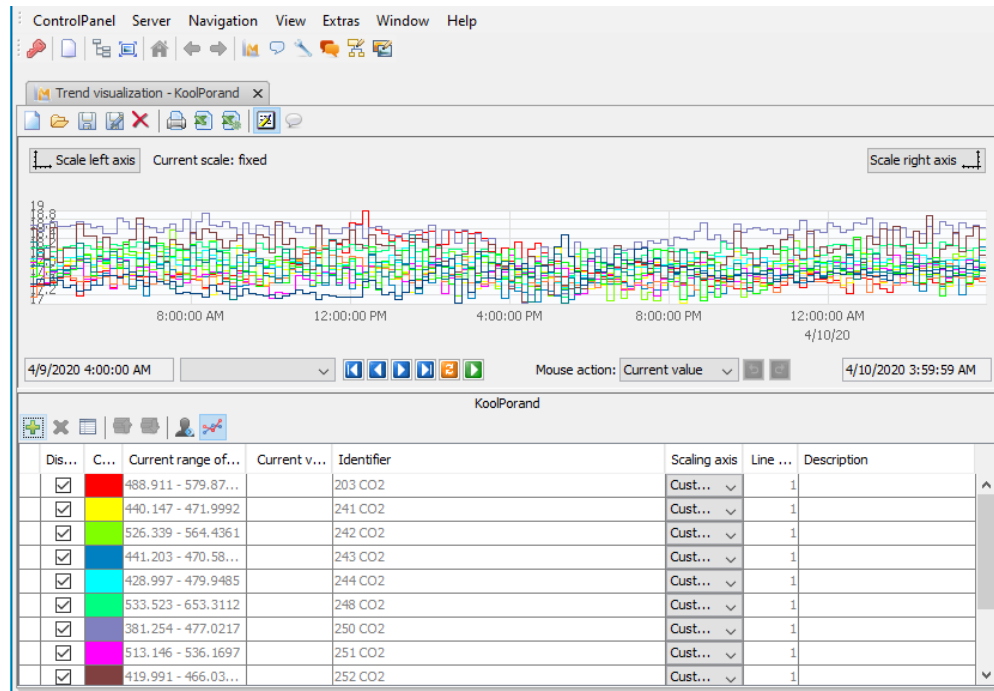 ControlPanel Server Navigation View Extras Window Help
Trend visualization - KoolPorand X
Scale left axis Current scale: fixed Scale right axis
19
18.8
17.2
17
8:00:00 AM 12:00:00 PM 4:00:00 PM 8:00:00 PM 12:00:00 AM
4/10/20
4/9/2020 4:00:00 AM Mouse action: Current value 4/10/2020 3:59:59 AM
KoolPorand
Dis... C... Current range of... Current v... Identifier Scaling axis Line ... Description
488.911 - 579.87... 203 CO2 Cust... 1
440.147 - 471.9992 241 CO2 Cust... 1
526.339 - 564.4361 242 CO2 Cust... 1
441.203 - 470.58... 243 CO2 Cust... 1
428.997 - 479.9485 244 CO2 Cust... 1
533.523 - 653.3112 248 CO2 Cust... 1
381.254 - 477.0217 250 CO2 Cust... 1
513.146 - 536.1697 251 CO2 Cust... 1
419.991 - 466.03... 252 CO2 Cust... 1